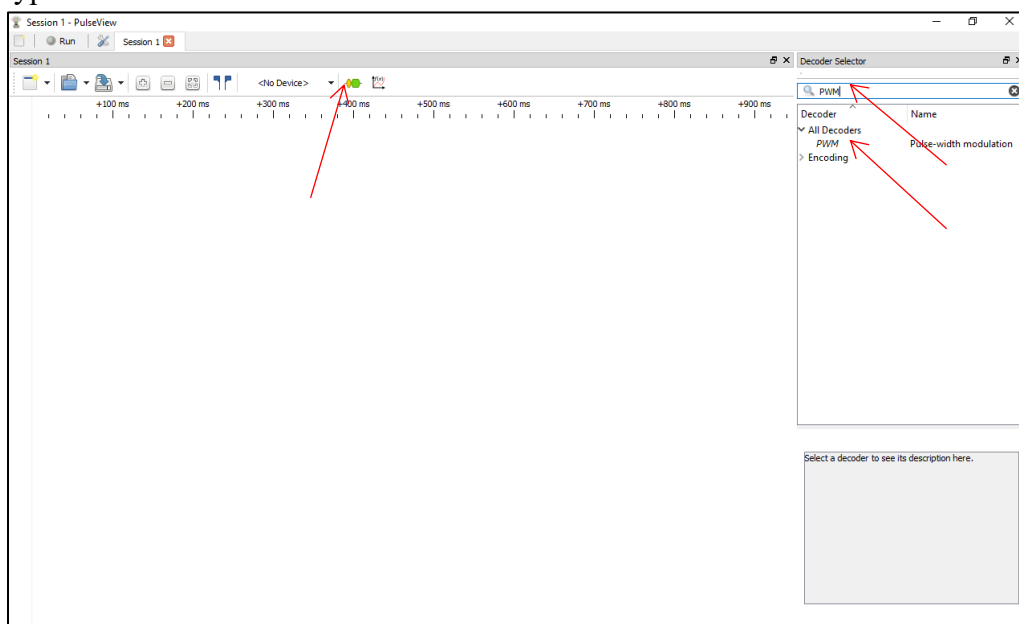 Session 1 - PulseView
Run
Session 1
Session 1
Decoder Selector
<No Device>
f(x)
PWM
+100 ms +200 ms +300 ms +400 ms +500 ms +600 ms +700 ms +800 ms +900 ms
Decoder Name
All Decoders
PWM Pulse-width modulation
Encoding
Select a decoder to see its description here.